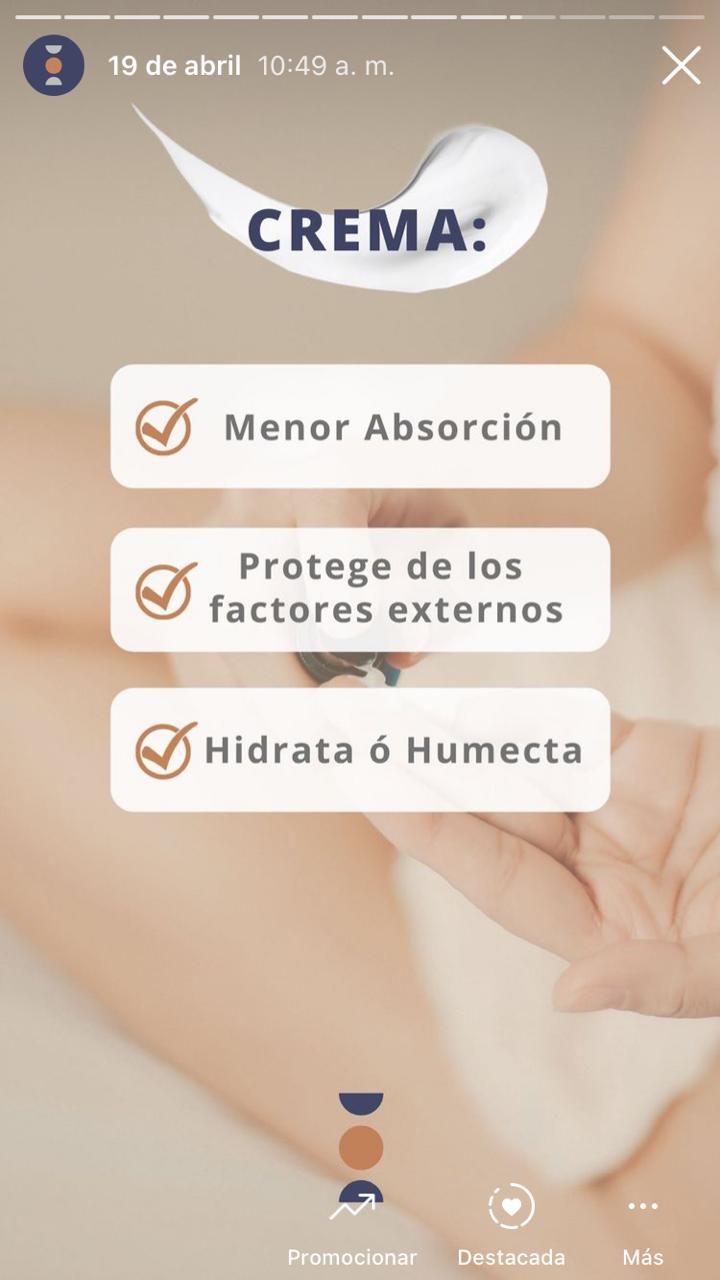 19 de abril 10:49 a. m.
CREMA:
Menor Absorción
Protege de los
factores externos
Hidrata ó Humecta
Promocionar Destacada Más